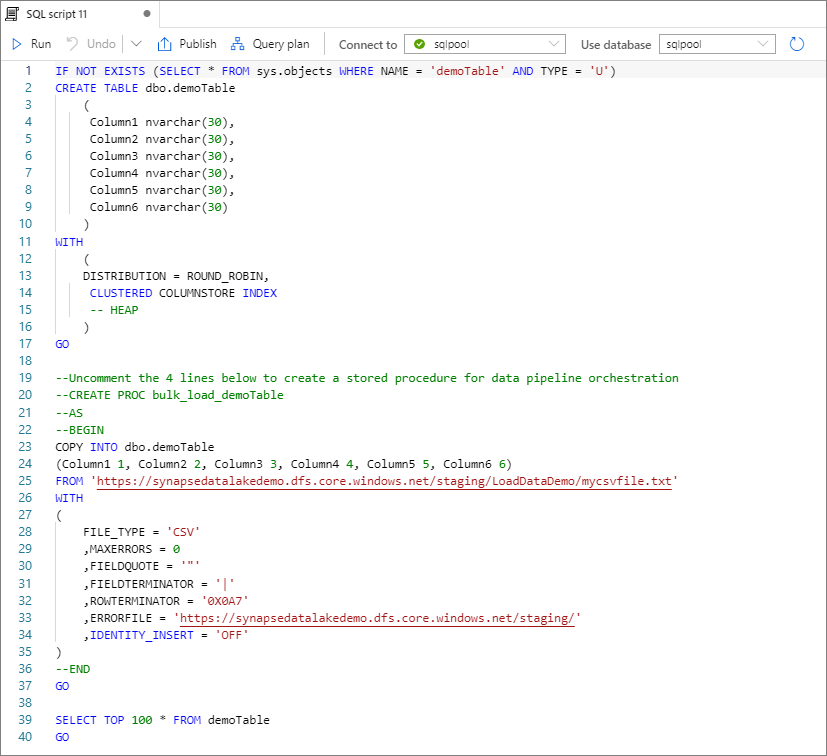 SQL script 11
Run Undo Publish Query plan Connect to sqlpool Use database sqlpool
1 IF NOT EXISTS (SELECT * FROM sys.objects WHERE NAME = 'demoTable' AND TYPE = 'U')
2 CREATE TABLE dbo.demoTable
3 (
4 Column1 nvarchar(30),
5 Column2 nvarchar(30),
6 Column3 nvarchar(30),
7 Column4 nvarchar(30),
8 Column5 nvarchar(30),
9 Column6 nvarchar(30)
10 )
11 WITH
12 (
13 DISTRIBUTION = ROUND_ROBIN,
14 CLUSTERED COLUMNSTORE INDEX
15 -- HEAP
16 )
17 GO
18
19 --Uncomment the 4 lines below to create a stored procedure for data pipeline orchestration
20 --CREATE PROC bulk_load_demoTable
21 --AS
22 --BEGIN
23 COPY INTO dbo.demoTable
24 (Column1 1, Column2 2, Column3 3, Column4 4, Column5 5, Column6 6)
25 FROM 'https://synapsedatalakedemo.dfs.core.windows.net/staging/LoadDataDemo/mycsvfile.txt'
26 WITH
27 (
28 FILE_TYPE = 'CSV'
29 ,MAXERRORS = 0
30 ,FIELDQUOTE = '"'
31 ,FIELDTERMINATOR = '|'
32 ,ROWTERMINATOR = '0X0A7'
33 ,ERRORFILE = 'https://synapsedatalakedemo.dfs.core.windows.net/staging/'
34 ,IDENTITY_INSERT = 'OFF'
35 )
36 --END
37 GO
38
39 SELECT TOP 100 * FROM demoTable
40 GO